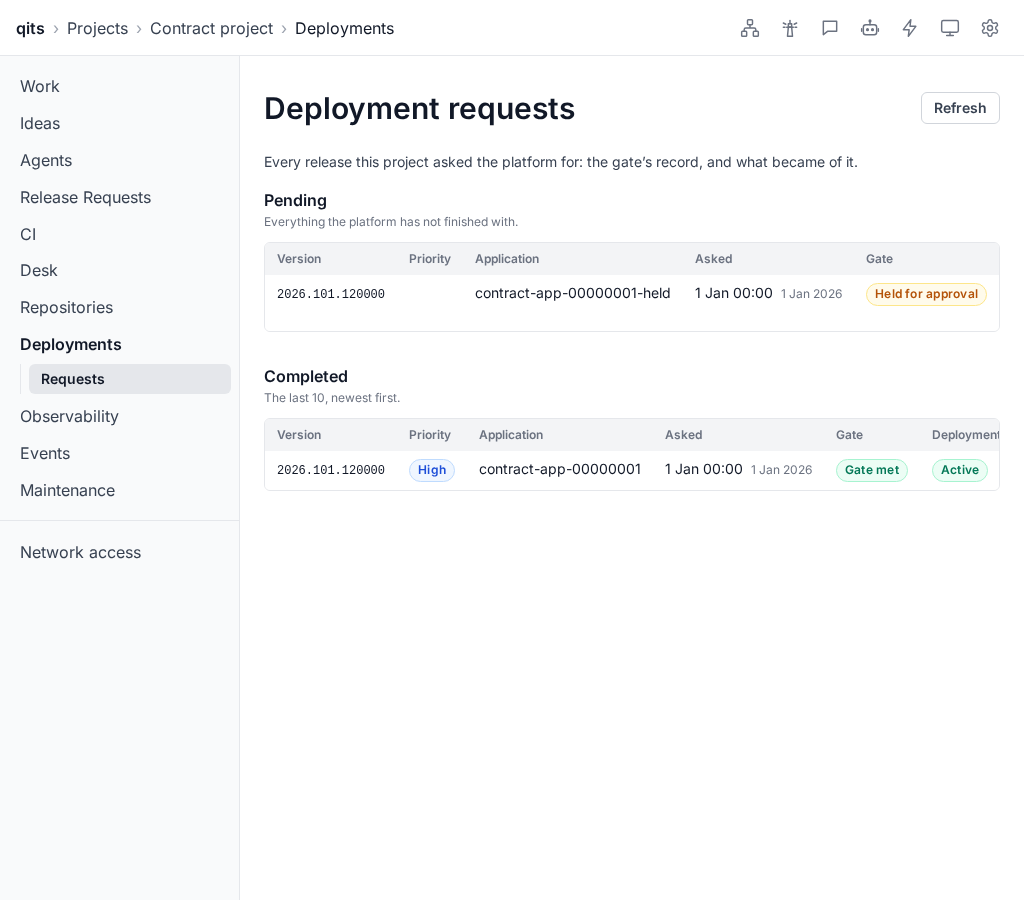 qits › Projects › Contract project › Deployments
Work
Ideas
Agents
Release Requests
CI
Desk
Repositories
Deployments
Requests
Observability
Events
Maintenance
Network access
Deployment requests
Refresh
Every release this project asked the platform for: the gate’s record, and what became of it.
Pending
Everything the platform has not finished with.
Version Priority Application Asked Gate
2026.101.120000 contract-app-00000001-held 1 Jan 00:00 1 Jan 2026 Held for approval
Completed
The last 10, newest first.
Version Priority Application Asked Gate Deployment
2026.101.120000 High contract-app-00000001 1 Jan 00:00 1 Jan 2026 Gate met Active